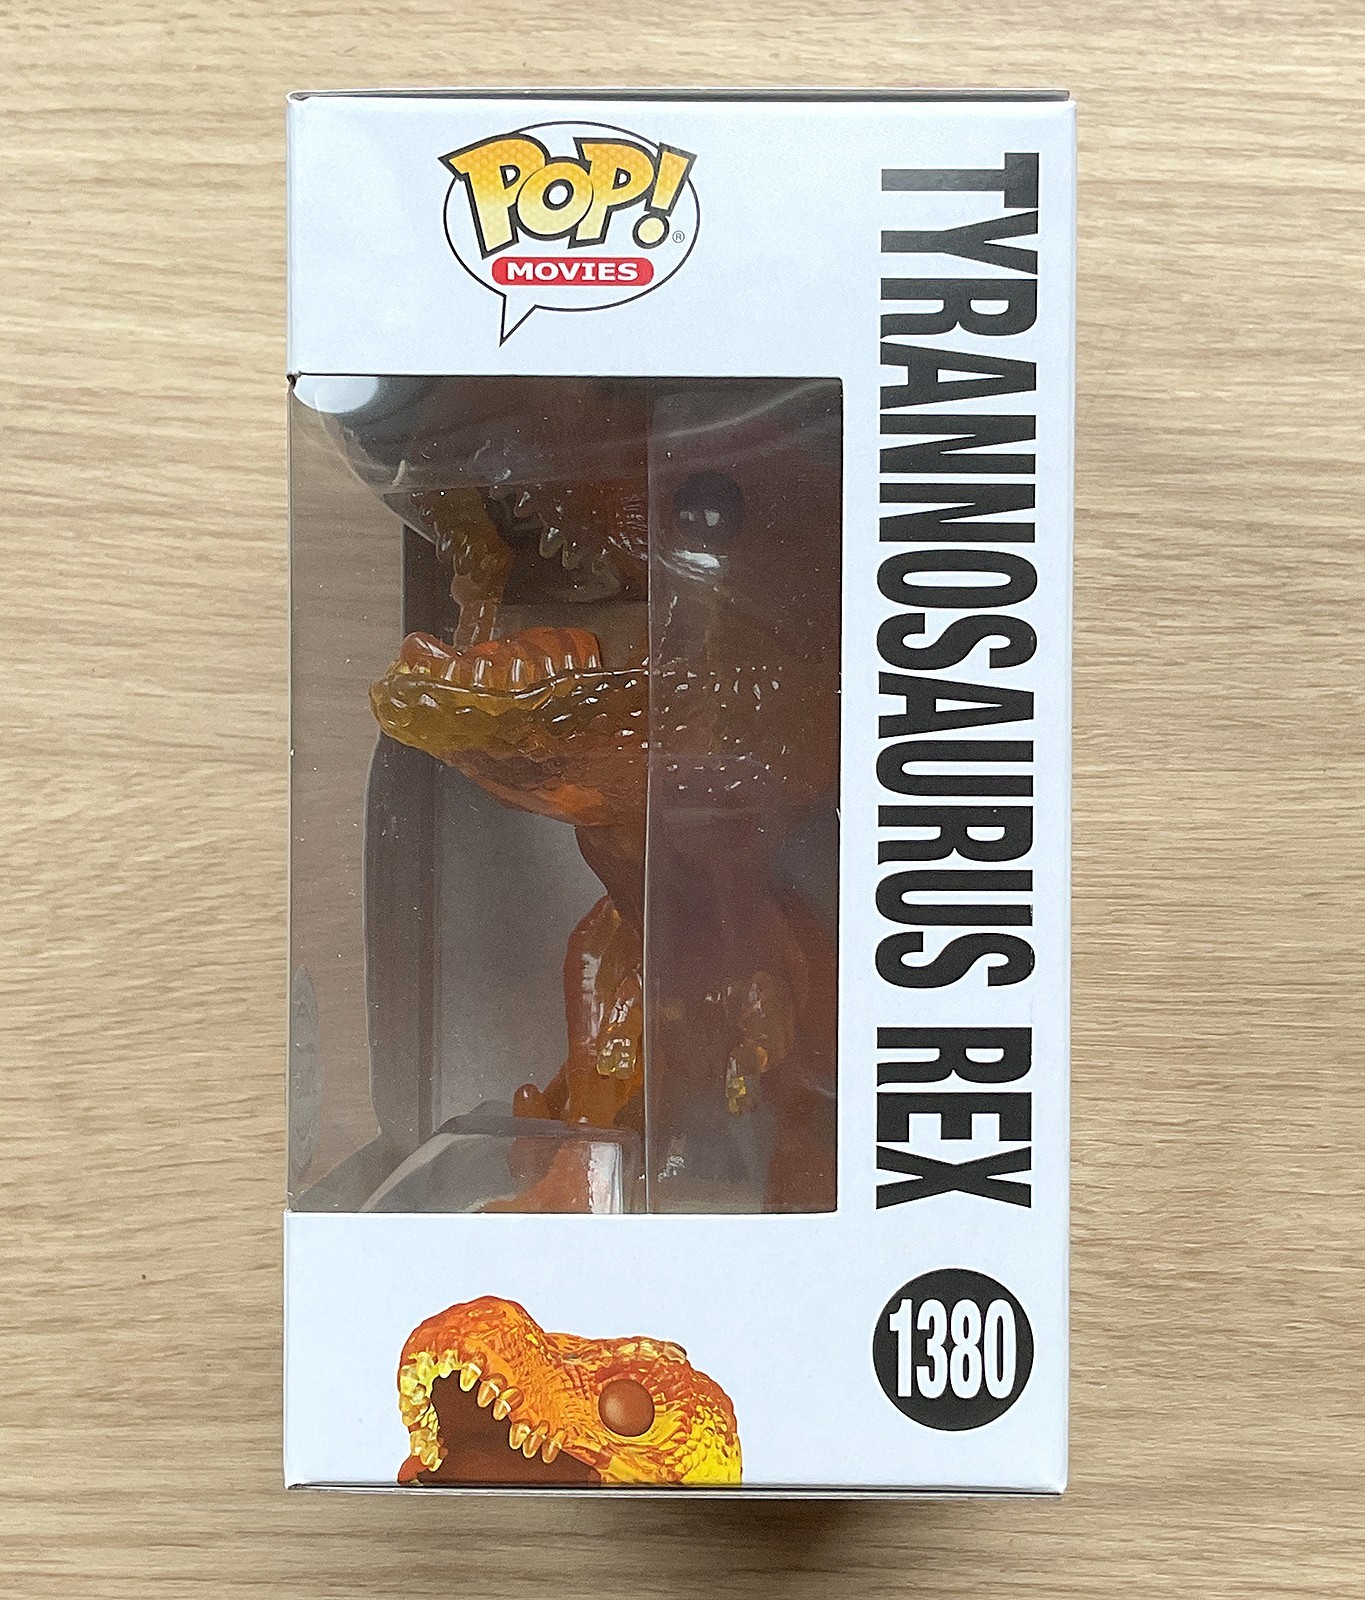 POP!
®
MOVIES
TYRANNOSAURUS REX
1380